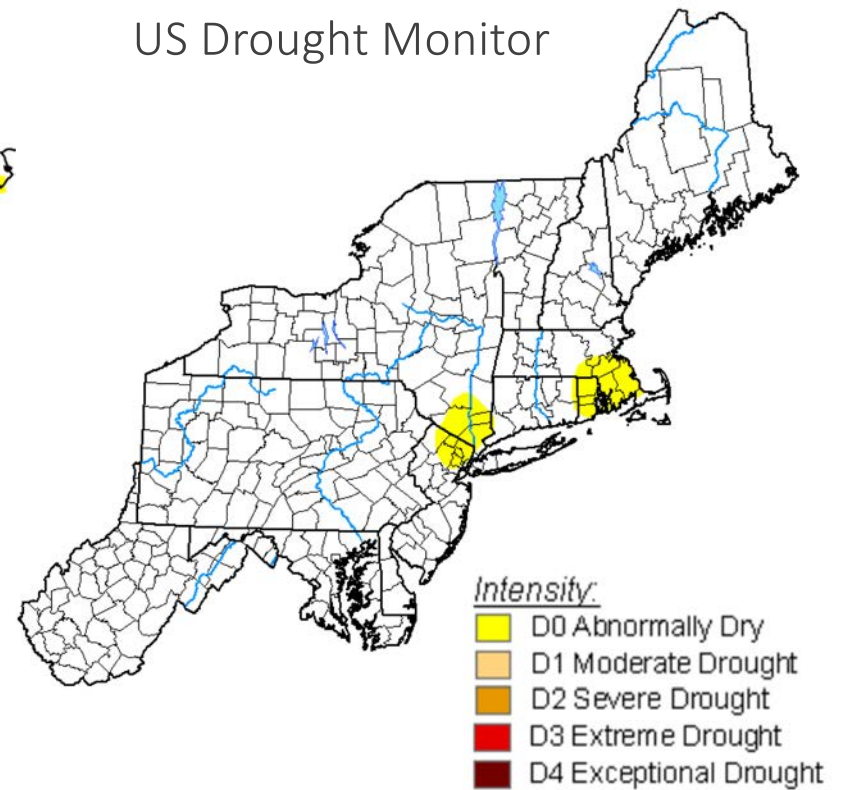 US Drought Monitor
Intensity:
D0 Abnormally Dry
D1 Moderate Drought
D2 Severe Drought
D3 Extreme Drought
D4 Exceptional Drought